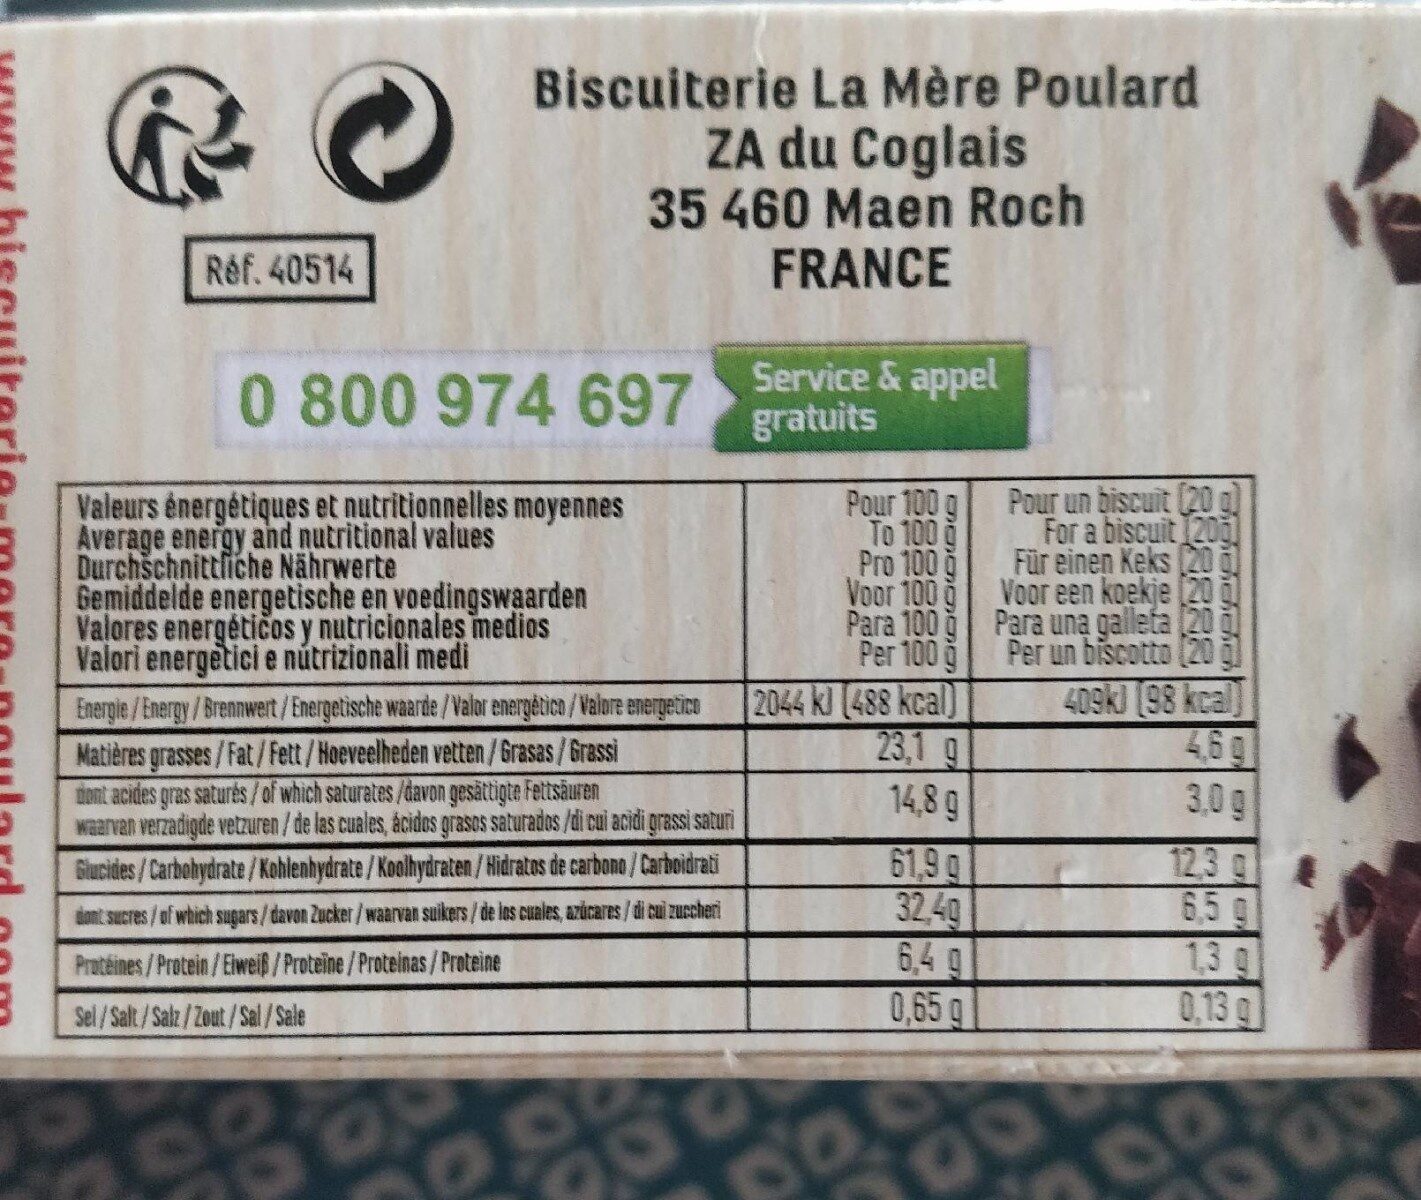 www.biscuiterie-mere-poulard.com
Biscuiterie La Mère Poulard
ZA du Coglais
35 460 Maen Roch
FRANCE
Réf. 40514
0 800 974 697
Service & appel
gratuits
Valeurs énergétiques et nutritionnelles moyennes Pour 100 g Pour un biscuit (20 g)
Average energy and nutritional values To 100 g For a biscuit (20g)
Durchschnittliche Nährwerte Pro 100 g Für einen Keks (20 g)
Gemiddelde energetische en voedingswaarden Voor 100 g Voor een koekje (20 g)
Valores energéticos y nutricionales medios Para 100 g Para una galleta (20 g)
Valori energetici e nutrizionali medi Per 100 g Per un biscotto (20 g)
Energie / Energy / Brennwert / Energetische waarde / Valor energético / Valore energetico 2044 kJ (488 kcal) 409kJ (98 kcal)
Matières grasses / Fat / Fett / Hoeveelheden vetten / Grasas / Grassi 23,1 g 4,6 g
dont acides gras saturés / of which saturates /davon gesättigte Fettsäuren
waarvan verzadigde vetzuren / de las cuales, ácidos grasos saturados /di cui acidi grassi saturi 14,8 g 3,0 g
Glucides / Carbohydrate / Kohlenhydrate / Koolhydraten / Hidratos de carbono / Carboidrati 61,9 g 12,3 g
dont sucres / of which sugars / davon Zucker / waarvan suikers / de los cuales, azúcares / di cui zuccheri 32,4g 6,5 g
Protéines / Protein / Eiweiß / Proteïne / Proteínas / Proteine 6,4 g 1,3 g
Sel / Salt / Salz / Zout / Sal / Sale 0,65 g 0,13 g